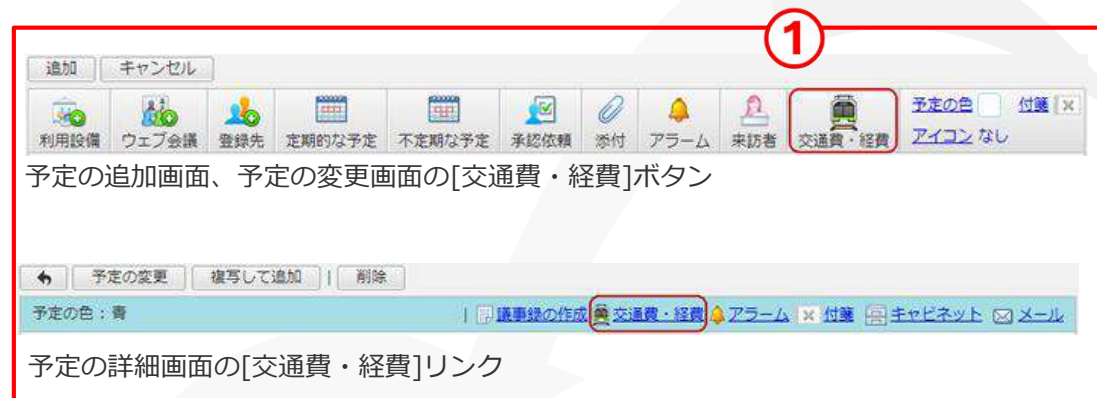 ①
追加 キャンセル
利用設備 ウェブ会議 登録先 定期的な予定 不定期な予定 承認依頼 添付 アラーム 来訪者 交通費・経費 予定の色 付箋
アイコン なし
予定の追加画面、予定の変更画面の[交通費・経費]ボタン
予定の変更 複写して追加 | 削除
予定の色：青 | 議事録の作成 交通費・経費 アラーム 付箋 キャビネット メール
予定の詳細画面の[交通費・経費]リンク